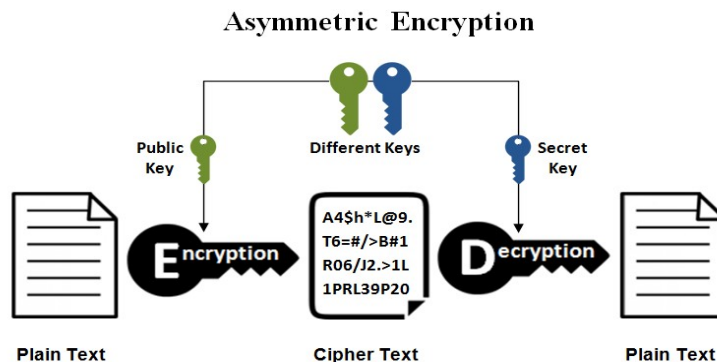 Asymmetric Encryption
Public
Key
Different Keys
Secret
Key
Encryption
A4$h*L@9.
T6=#/>B#1
R06/J2.>1L
1PRL39P20
Decryption
Plain Text
Cipher Text
Plain Text